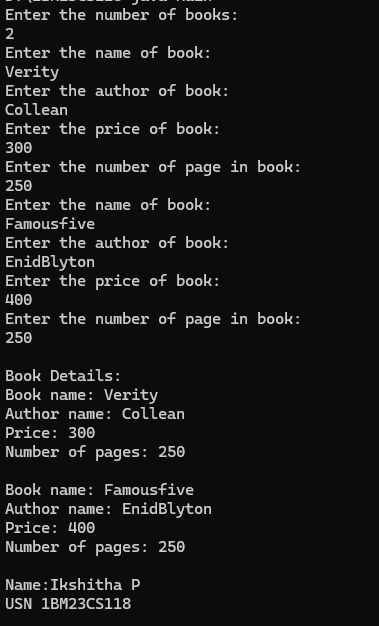 Enter the number of books:
2
Enter the name of book:
Verity
Enter the author of book:
Collean
Enter the price of book:
300
Enter the number of page in book:
250
Enter the name of book:
Famousfive
Enter the author of book:
EnidBlyton
Enter the price of book:
400
Enter the number of page in book:
250
Book Details:
Book name: Verity
Author name: Collean
Price: 300
Number of pages: 250
Book name: Famousfive
Author name: EnidBlyton
Price: 400
Number of pages: 250
Name:Ikshitha P
USN 1BM23CS118